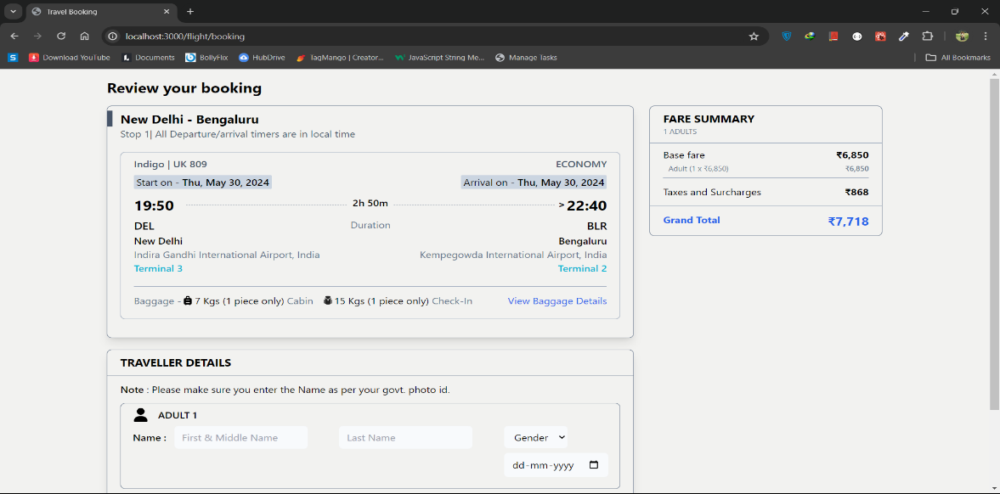 Travel Booking
localhost:3000/flight/booking
S Download YouTube Documents BollyFlix HubDrive TagMango | Creator... JavaScript String Me... Manage Tasks All Bookmarks
Review your booking
New Delhi - Bengaluru
Stop 1| All Departure/arrival timers are in local time
Indigo | UK 809 ECONOMY
Start on - Thu, May 30, 2024 Arrival on - Thu, May 30, 2024
19:50 2h 50m > 22:40
DEL Duration BLR
New Delhi Bengaluru
Indira Gandhi International Airport, India Kempegowda International Airport, India
Terminal 3 Terminal 2
Baggage - 7 Kgs (1 piece only) Cabin 15 Kgs (1 piece only) Check-In View Baggage Details
FARE SUMMARY
1 ADULTS
Base fare ₹6,850
Adult (1 x ₹6,850) ₹6,850
Taxes and Surcharges ₹868
Grand Total ₹7,718
TRAVELLER DETAILS
Note : Please make sure you enter the Name as per your govt. photo id.
ADULT 1
Name : First & Middle Name Last Name Gender
dd-mm-yyyy